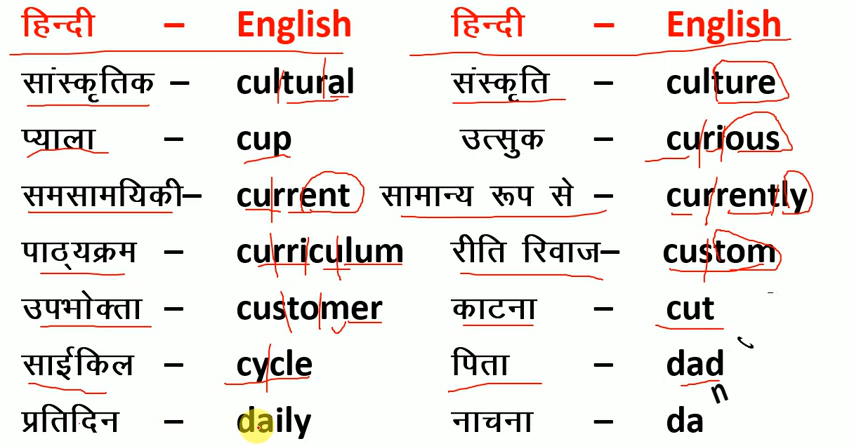 हिन्दी – English हिन्दी – English
सांस्कृतिक – cultural संस्कृति – culture
प्याला – cup उत्सुक – curious
समसामयिकी– current सामान्य रूप से – currently
पाठ्यक्रम – curriculum रीति रिवाज– custom
उपभोक्ता – customer काटना – cut
साईकिल – cycle पिता – dad
प्रतिदिन – daily नाचना – da n c